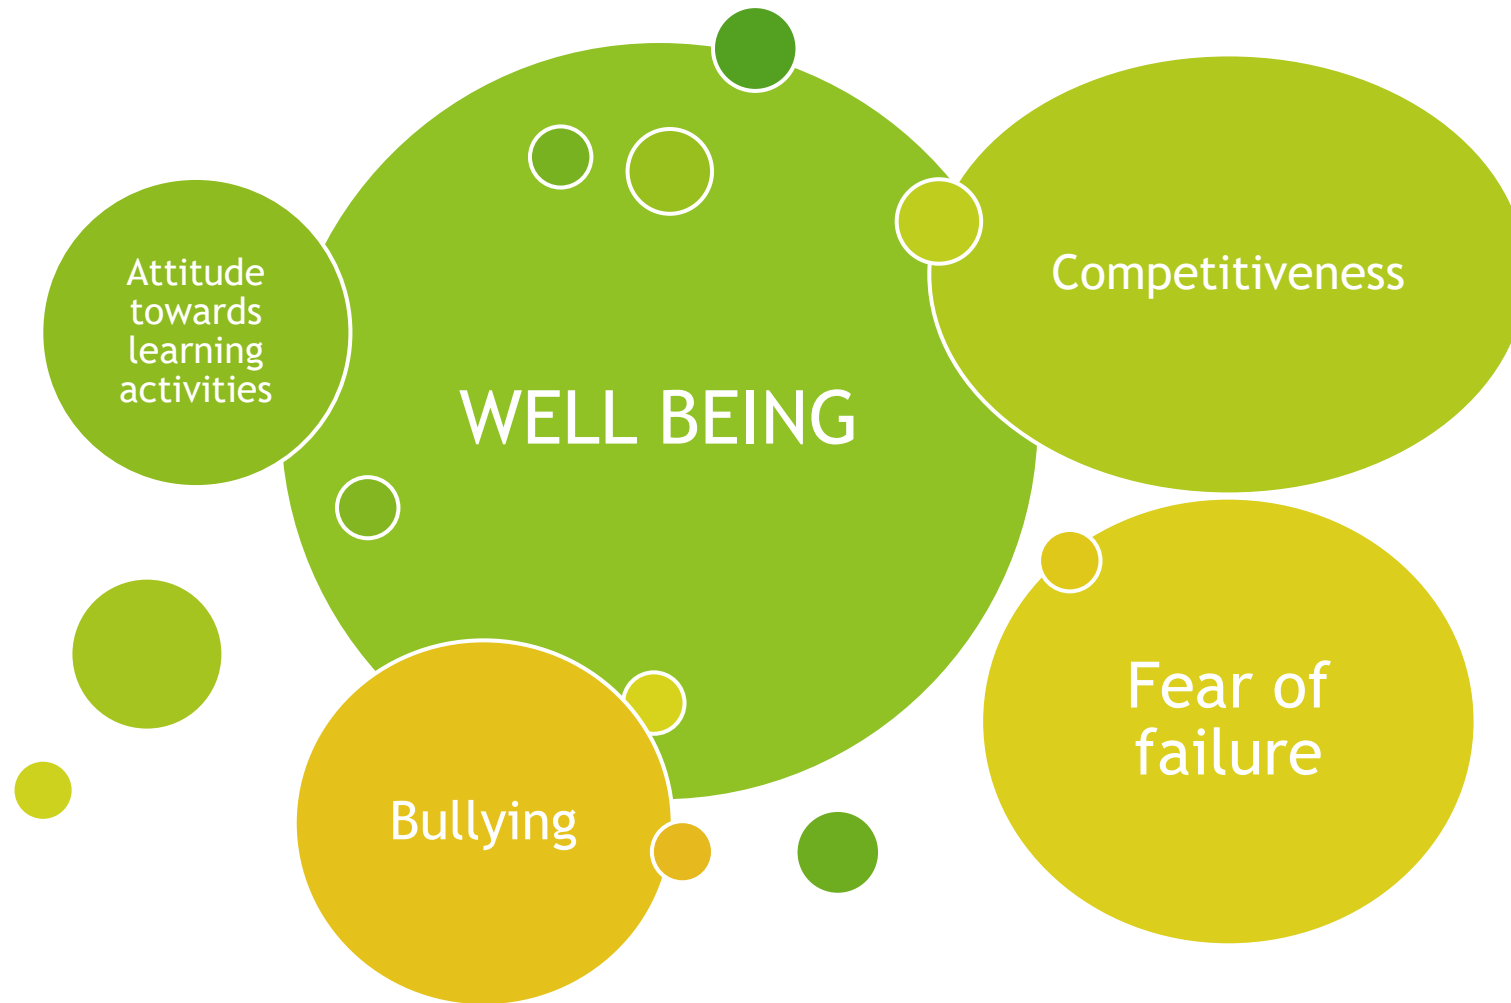 Attitude
towards
learning
activities
WELL BEING
Competitiveness
Fear of
failure
Bullying